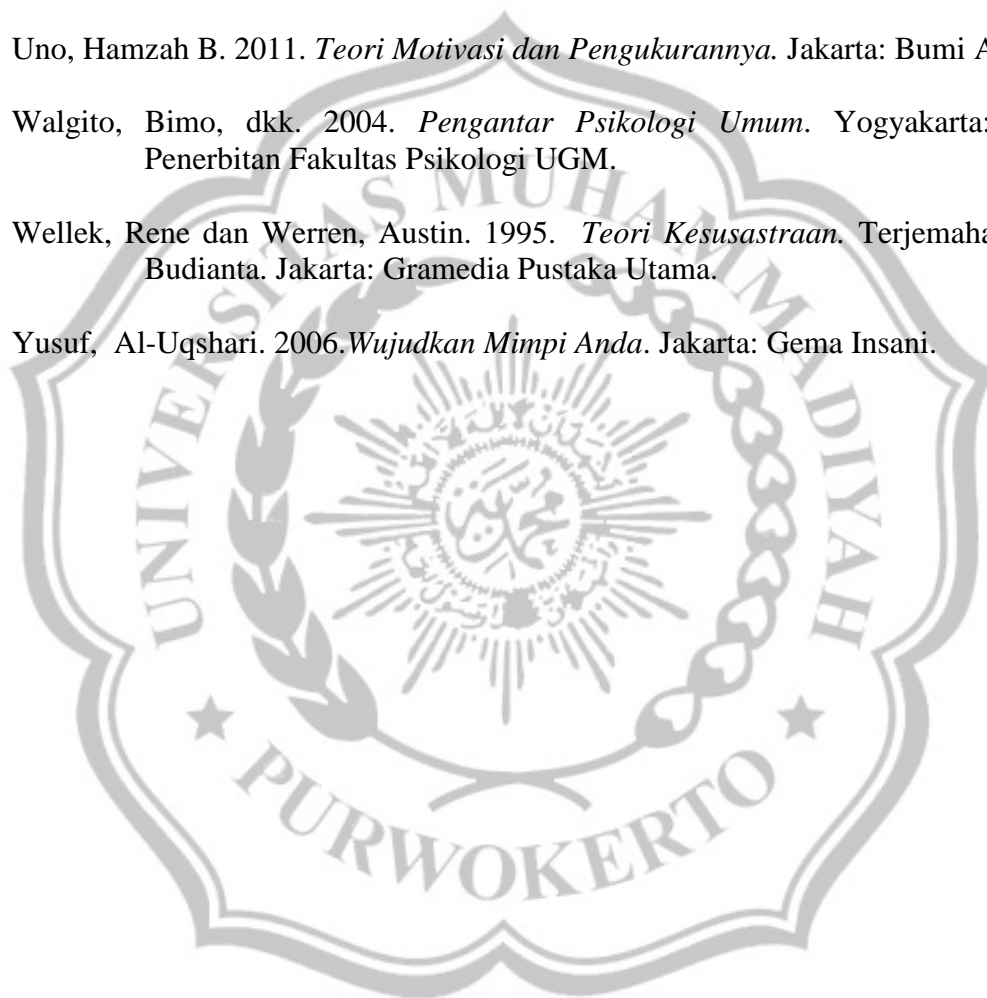 Uno, Hamzah B. 2011. Teori Motivasi dan Pengukurannya. Jakarta: Bumi A
Walgito, Bimo, dkk. 2004. Pengantar Psikologi Umum. Yogyakarta:
Penerbitan Fakultas Psikologi UGM.
Wellek, Rene dan Werren, Austin. 1995. Teori Kesusastraan. Terjemaha
Budianta. Jakarta: Gramedia Pustaka Utama.
Yusuf, Al-Uqshari. 2006.Wujudkan Mimpi Anda. Jakarta: Gema Insani.
UNIVERSITAS MUHAMMADIYAH
PURWOKERTO